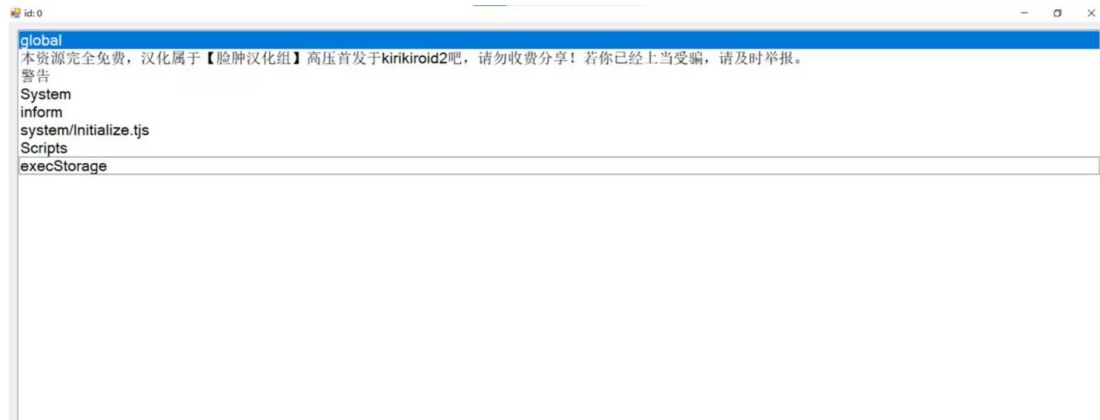 id: 0
global
本资源完全免费，汉化属于【脸肿汉化组】高压首发于kirikiroid2吧，请勿收费分享！若你已经上当受骗，请及时举报。
警告
System
inform
system/Initialize.tjs
Scripts
execStorage